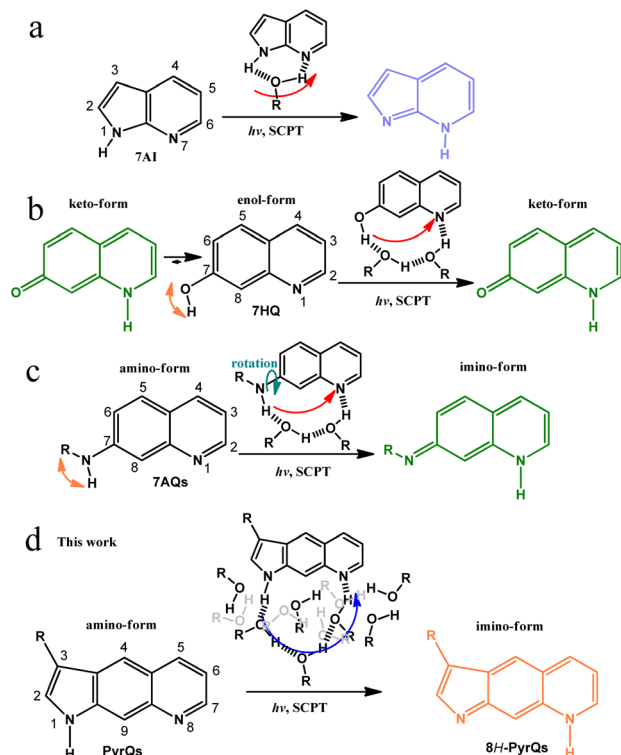 a
7AI
1
2
3
4
5
6
7
N
H
N
N
N
H
O
H
R
hν, SCPT
N
N
H
b
keto-form
enol-form
keto-form
O
N
H
5
4
6
3
7
2
8
N
1
O
H
7HQ
O
N
H
H
O
H
O
R
R
hν, SCPT
O
N
H
c
amino-form
rotation
imino-form
R
N
H
5
4
6
3
7
2
8
N
1
7AQs
R
N
N
H
H
O
H
O
R
R
hν, SCPT
R
N
N
H
d This work
amino-form
imino-form
R
3
4
5
6
2
7
1
N
9
N
8
H
PyrQs
R
N
N
H
H
hν, SCPT
R
N
N
H
8H-PyrQs